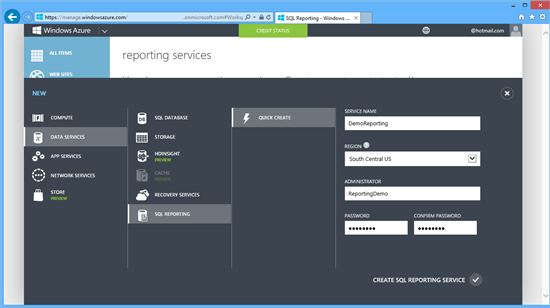 https://manage.windowsazure.com/
.onmicrosoft.com#Workspa
SQL Reporting - Windows ...
Windows Azure
CREDIT STATUS
@hotmail.com
ALL ITEMS
WEB SITES
reporting services
NEW
COMPUTE
DATA SERVICES
APP SERVICES
NETWORK SERVICES
STORE
PREVIEW
SQL DATABASE
STORAGE
HDINSIGHT
PREVIEW
CACHE
PREVIEW
RECOVERY SERVICES
SQL REPORTING
QUICK CREATE
SERVICE NAME
DemoReporting
REGION
South Central US
ADMINISTRATOR
ReportingDemo
PASSWORD CONFIRM PASSWORD
•••••••• ••••••••
CREATE SQL REPORTING SERVICE